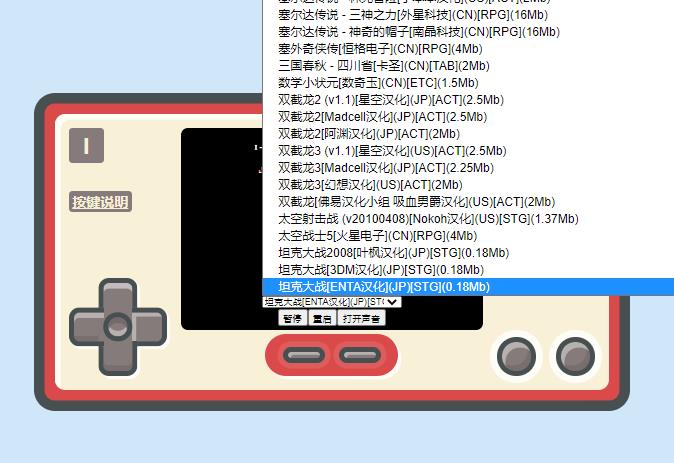 塞尔达传说 - 三神之力[外星科技](CN)[RPG](16Mb)
塞尔达传说 - 神奇的帽子[南晶科技](CN)[RPG](16Mb)
塞外奇侠传[恒格电子](CN)[RPG](4Mb)
三国春秋 - 四川省[卡圣](CN)[TAB](2Mb)
数学小状元[数奇玉](CN)[ETC](1.5Mb)
双截龙2 (v1.1)[星空汉化](JP)[ACT](2.5Mb)
双截龙2[Madcell汉化](JP)[ACT](2.5Mb)
双截龙2[阿渊汉化](JP)[ACT](2Mb)
双截龙3 (v1.1)[星空汉化](US)[ACT](2.5Mb)
双截龙3[Madcell汉化](JP)[ACT](2.25Mb)
双截龙3[幻想汉化](US)[ACT](2Mb)
双截龙[佛易汉化小组 吸血男爵汉化](US)[ACT](2Mb)
太空射击战 (v20100408)[Nokoh汉化](US)[STG](1.37Mb)
太空战士5[火星电子](CN)[RPG](4Mb)
坦克大战2008[叶枫汉化](JP)[STG](0.18Mb)
坦克大战[3DM汉化](JP)[STG](0.18Mb)
坦克大战[ENTA汉化](JP)[STG](0.18Mb)
坦克大战[ENTA汉化](JP)[STG](
暂停 重启 打开声音
I
按键说明